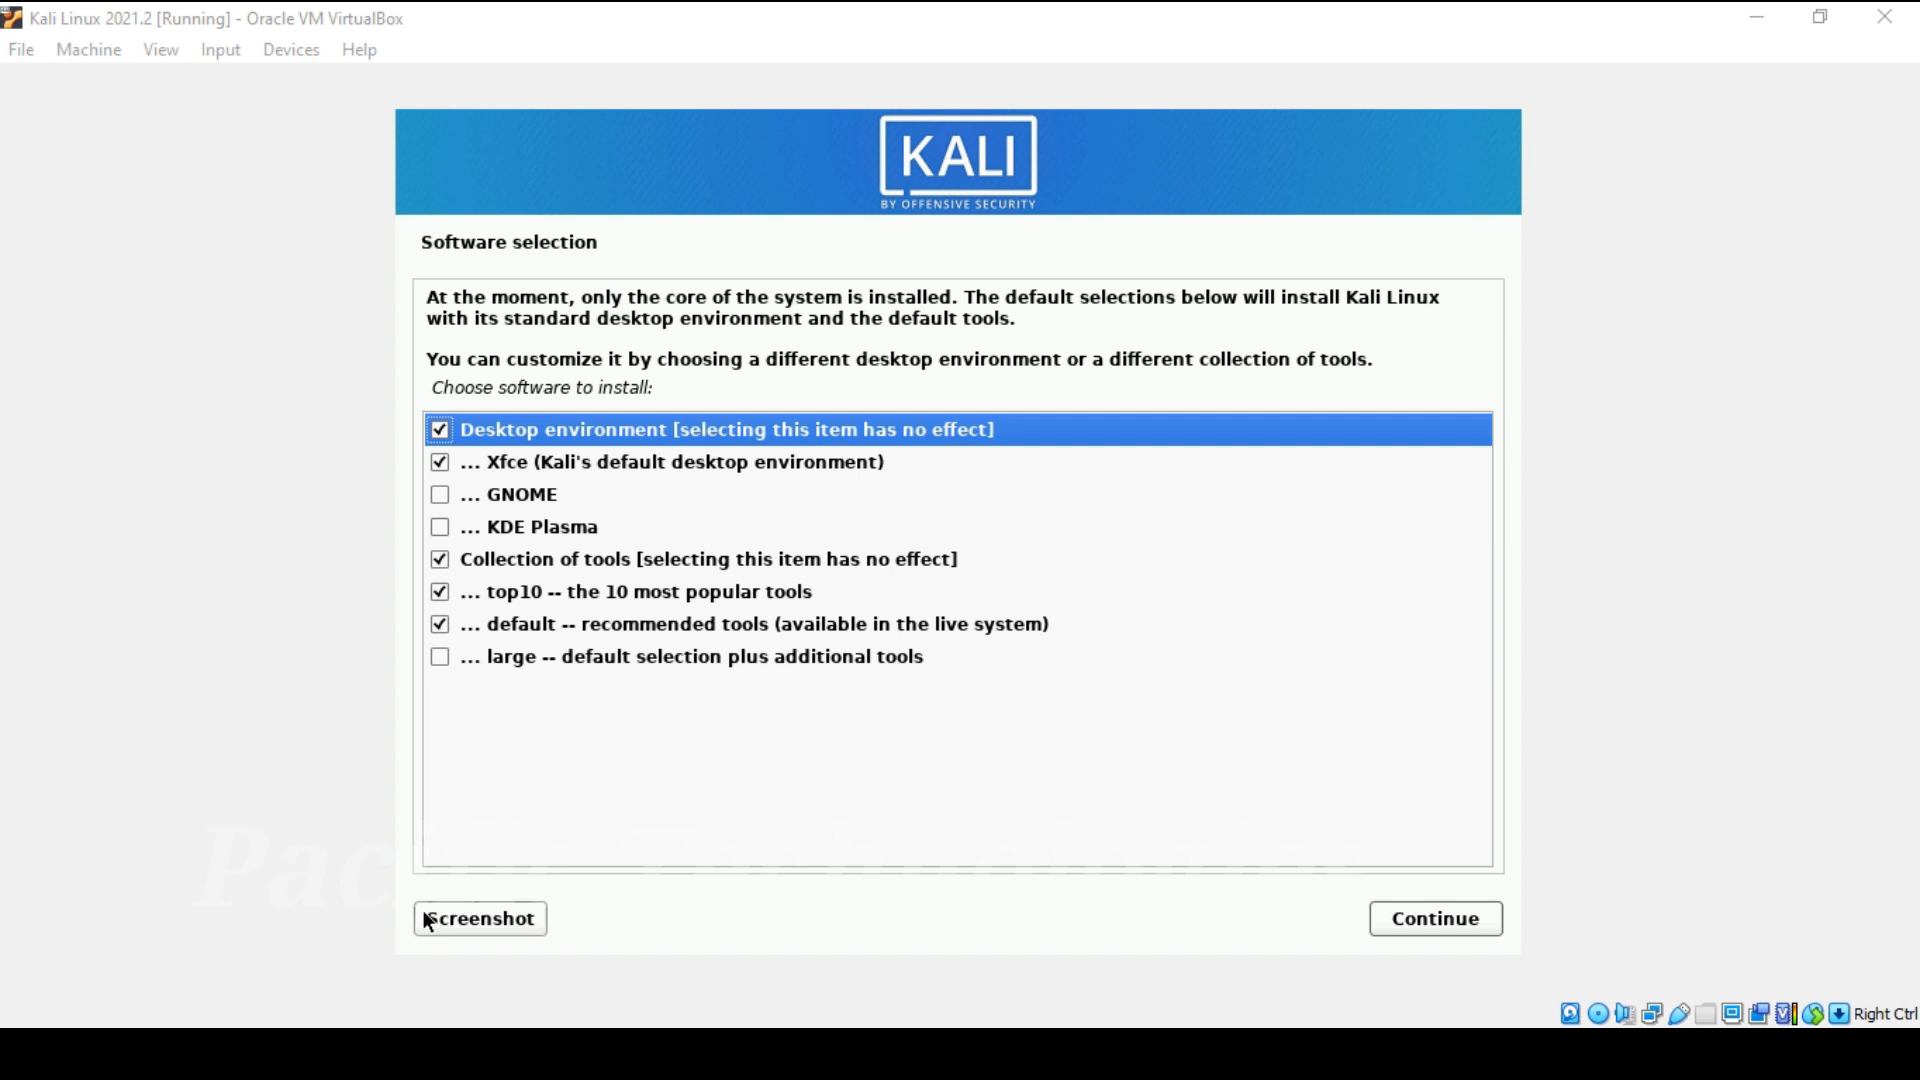 Kali Linux 2021.2 [Running] - Oracle VM VirtualBox
File Machine View Input Devices Help
KALI
BY OFFENSIVE SECURITY
Software selection
At the moment, only the core of the system is installed. The default selections below will install Kali Linux
with its standard desktop environment and the default tools.
You can customize it by choosing a different desktop environment or a different collection of tools.
Choose software to install:
Desktop environment [selecting this item has no effect]
... Xfce (Kali's default desktop environment)
... GNOME
... KDE Plasma
Collection of tools [selecting this item has no effect]
... top10 -- the 10 most popular tools
... default -- recommended tools (available in the live system)
... large -- default selection plus additional tools
Pacific Technologies
Screenshot
Continue
Right Ctrl